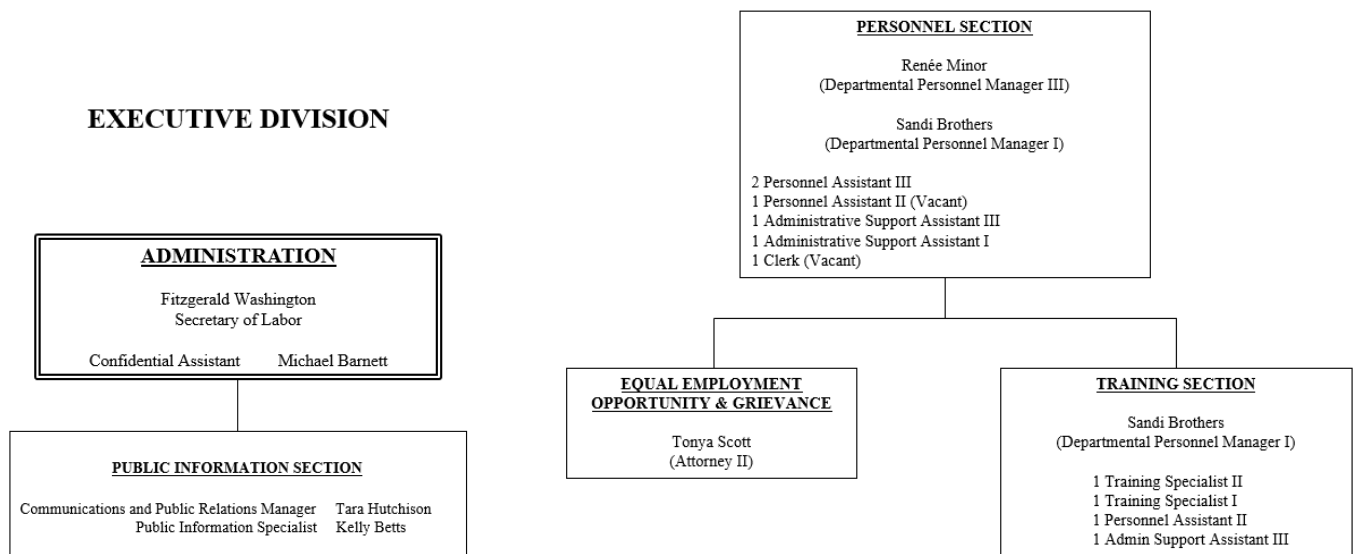 EXECUTIVE DIVISION
ADMINISTRATION
Fitzgerald Washington
Secretary of Labor
Confidential Assistant Michael Barnett
PUBLIC INFORMATION SECTION
Communications and Public Relations Manager Tara Hutchison
Public Information Specialist Kelly Betts
PERSONNEL SECTION
Renée Minor
(Departmental Personnel Manager III)
Sandi Brothers
(Departmental Personnel Manager I)
2 Personnel Assistant III
1 Personnel Assistant II (Vacant)
1 Administrative Support Assistant III
1 Administrative Support Assistant I
1 Clerk (Vacant)
EQUAL EMPLOYMENT
OPPORTUNITY & GRIEVANCE
Tonya Scott
(Attorney II)
TRAINING SECTION
Sandi Brothers
(Departmental Personnel Manager I)
1 Training Specialist II
1 Training Specialist I
1 Personnel Assistant II
1 Admin Support Assistant III